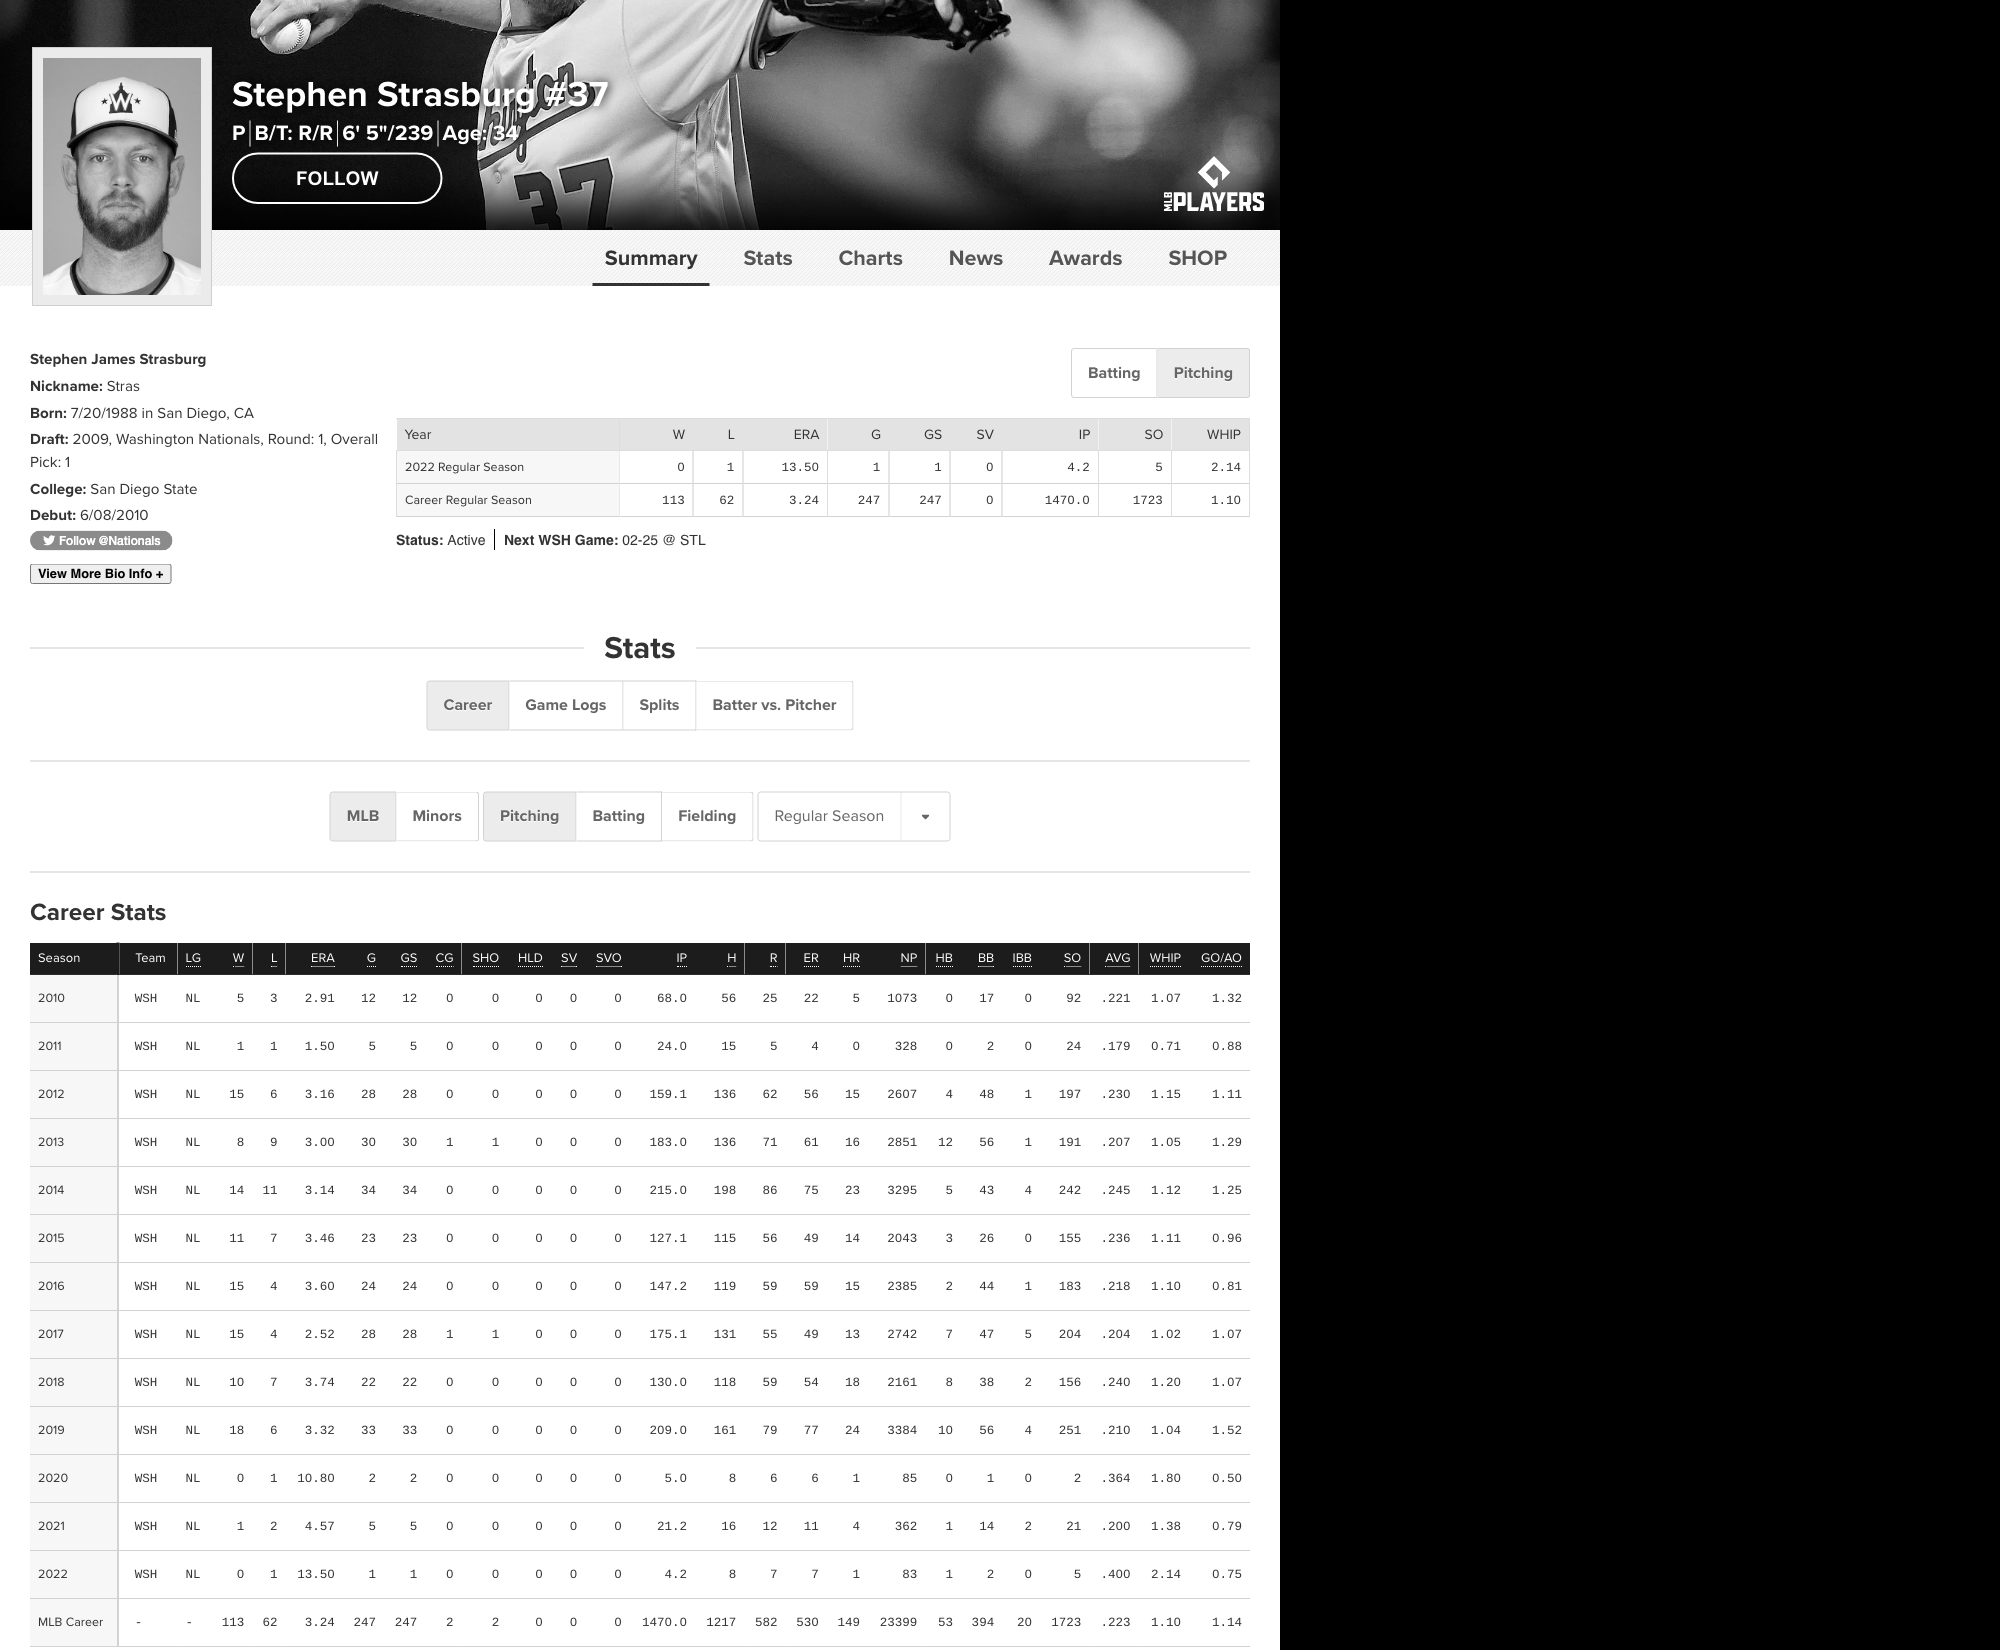 Stephen Strasburg #37
P B/T: R/R 6' 5"/239 Age: 34
FOLLOW
W
37
MLB PLAYERS
Summary Stats Charts News Awards SHOP
Stephen James Strasburg
Nickname: Stras
Born: 7/20/1988 in San Diego, CA
Draft: 2009, Washington Nationals, Round: 1, Overall
Pick: 1
College: San Diego State
Debut: 6/08/2010
Follow @Nationals
View More Bio Info +
Batting Pitching
Year W L ERA G GS SV IP SO WHIP
2022 Regular Season 0 1 13.50 1 1 0 4.2 5 2.14
Career Regular Season 113 62 3.24 247 247 0 1470.0 1723 1.10
Status: Active Next WSH Game: 02-25 @ STL
Stats
Career Game Logs Splits Batter vs. Pitcher
MLB Minors Pitching Batting Fielding Regular Season
Career Stats
Season Team LG W L ERA G GS CG SHO HLD SV SVO IP H R ER HR NP HB BB IBB SO AVG WHIP GO/AO
2010 WSH NL 5 3 2.91 12 12 0 0 0 0 0 68.0 56 25 22 5 1073 0 17 0 92 .221 1.07 1.32
2011 WSH NL 1 1 1.50 5 5 0 0 0 0 0 24.0 15 5 4 0 328 0 2 0 24 .179 0.71 0.88
2012 WSH NL 15 6 3.16 28 28 0 0 0 0 0 159.1 136 62 56 15 2607 4 48 1 197 .230 1.15 1.11
2013 WSH NL 8 9 3.00 30 30 1 1 0 0 0 183.0 136 71 61 16 2851 12 56 1 191 .207 1.05 1.29
2014 WSH NL 14 11 3.14 34 34 0 0 0 0 0 215.0 198 86 75 23 3295 5 43 4 242 .245 1.12 1.25
2015 WSH NL 11 7 3.46 23 23 0 0 0 0 0 127.1 115 56 49 14 2043 3 26 0 155 .236 1.11 0.96
2016 WSH NL 15 4 3.60 24 24 0 0 0 0 0 147.2 119 59 59 15 2385 2 44 1 183 .218 1.10 0.81
2017 WSH NL 15 4 2.52 28 28 1 1 0 0 0 175.1 131 55 49 13 2742 7 47 5 204 .204 1.02 1.07
2018 WSH NL 10 7 3.74 22 22 0 0 0 0 0 130.0 118 59 54 18 2161 8 38 2 156 .240 1.20 1.07
2019 WSH NL 18 6 3.32 33 33 0 0 0 0 0 209.0 161 79 77 24 3384 10 56 4 251 .210 1.04 1.52
2020 WSH NL 0 1 10.80 2 2 0 0 0 0 0 5.0 8 6 6 1 85 0 1 0 2 .364 1.80 0.50
2021 WSH NL 1 2 4.57 5 5 0 0 0 0 0 21.2 16 12 11 4 362 1 14 2 21 .200 1.38 0.79
2022 WSH NL 0 1 13.50 1 1 0 0 0 0 0 4.2 8 7 7 1 83 1 2 0 5 .400 2.14 0.75
MLB Career - - 113 62 3.24 247 247 2 2 0 0 0 1470.0 1217 582 530 149 23399 53 394 20 1723 .223 1.10 1.14